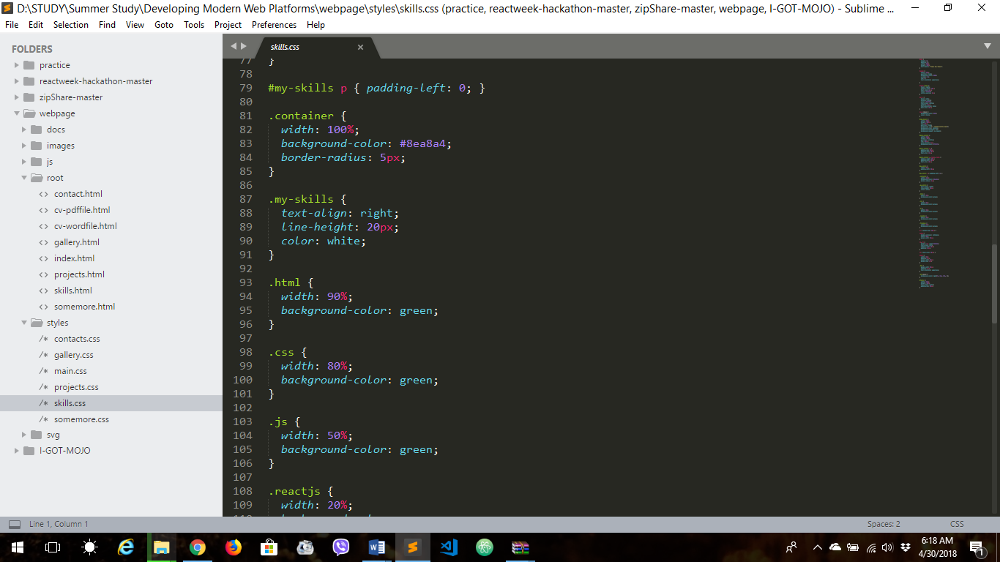 D:\STUDY\Summer Study\Developing Modern Web Platforms\webpage\styles\skills.css (practice, reactweek-hackathon-master, zipShare-master, webpage, I-GOT-MOJO) - Sublime ...
File Edit Selection Find View Goto Tools Project Preferences Help
FOLDERS
practice
reactweek-hackathon-master
zipShare-master
webpage
docs
images
js
root
<> contact.html
<> cv-pdffile.html
<> cv-wordfile.html
<> gallery.html
<> index.html
<> projects.html
<> skills.html
<> somemore.html
styles
/* contacts.css
/* gallery.css
/* main.css
/* projects.css
/* skills.css
/* somemore.css
svg
I-GOT-MOJO
skills.css
77 }
78
79 #my-skills p { padding-left: 0; }
80
81 .container {
82 width: 100%;
83 background-color: #8ea8a4;
84 border-radius: 5px;
85 }
86
87 .my-skills {
88 text-align: right;
89 line-height: 20px;
90 color: white;
91 }
92
93 .html {
94 width: 90%;
95 background-color: green;
96 }
97
98 .css {
99 width: 80%;
100 background-color: green;
101 }
102
103 .js {
104 width: 50%;
105 background-color: green;
106 }
107
108 .reactjs {
109 width: 20%;
Line 1, Column 1
Spaces: 2
CSS
6:18 AM
4/30/2018
1